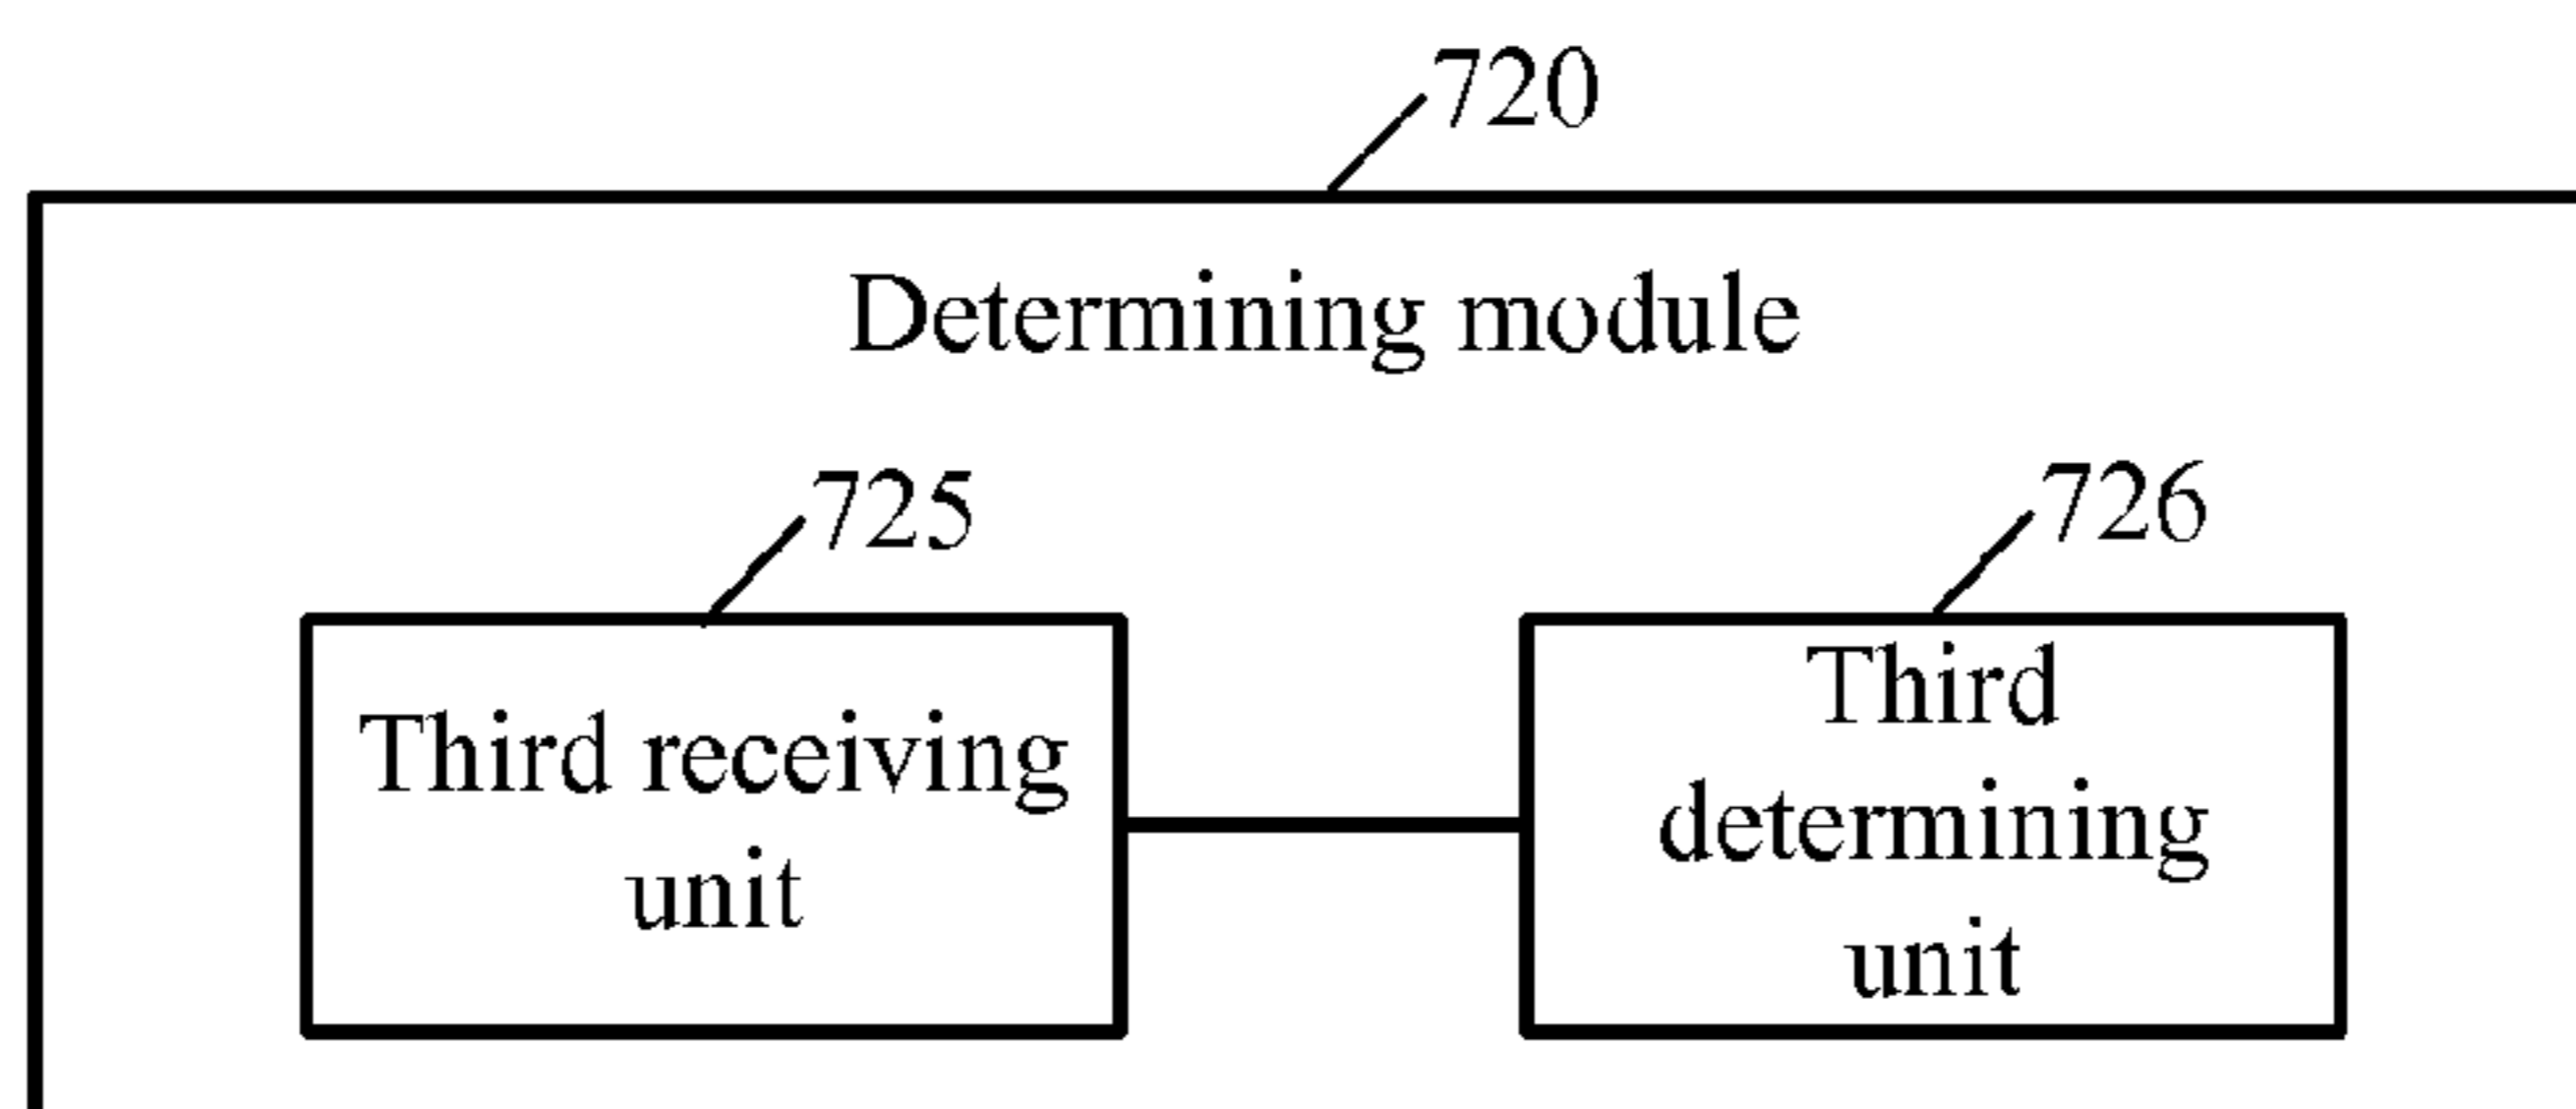 720
Determining module
725
726
Third receiving
unit
Third
determining
unit